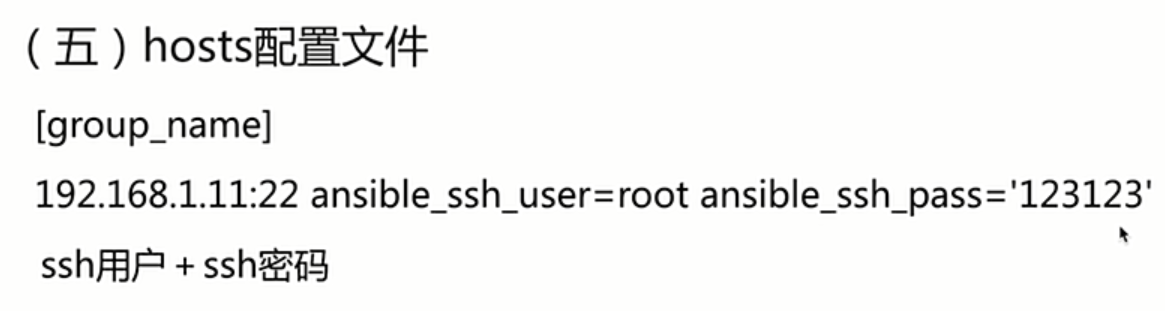 （五）hosts配置文件
[group_name]
192.168.1.11:22 ansible_ssh_user=root ansible_ssh_pass='123123'
ssh用户＋ssh密码